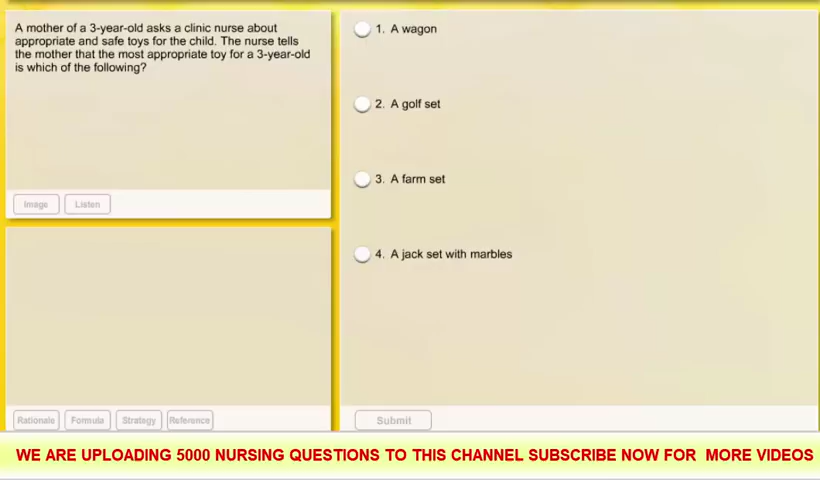 A mother of a 3-year-old asks a clinic nurse about
appropriate and safe toys for the child. The nurse tells
the mother that the most appropriate toy for a 3-year-old
is which of the following?
Image Listen
1. A wagon
2. A golf set
3. A farm set
4. A jack set with marbles
Rationale Formula Strategy Reference
Submit
WE ARE UPLOADING 5000 NURSING QUESTIONS TO THIS CHANNEL SUBSCRIBE NOW FOR MORE VIDEOS